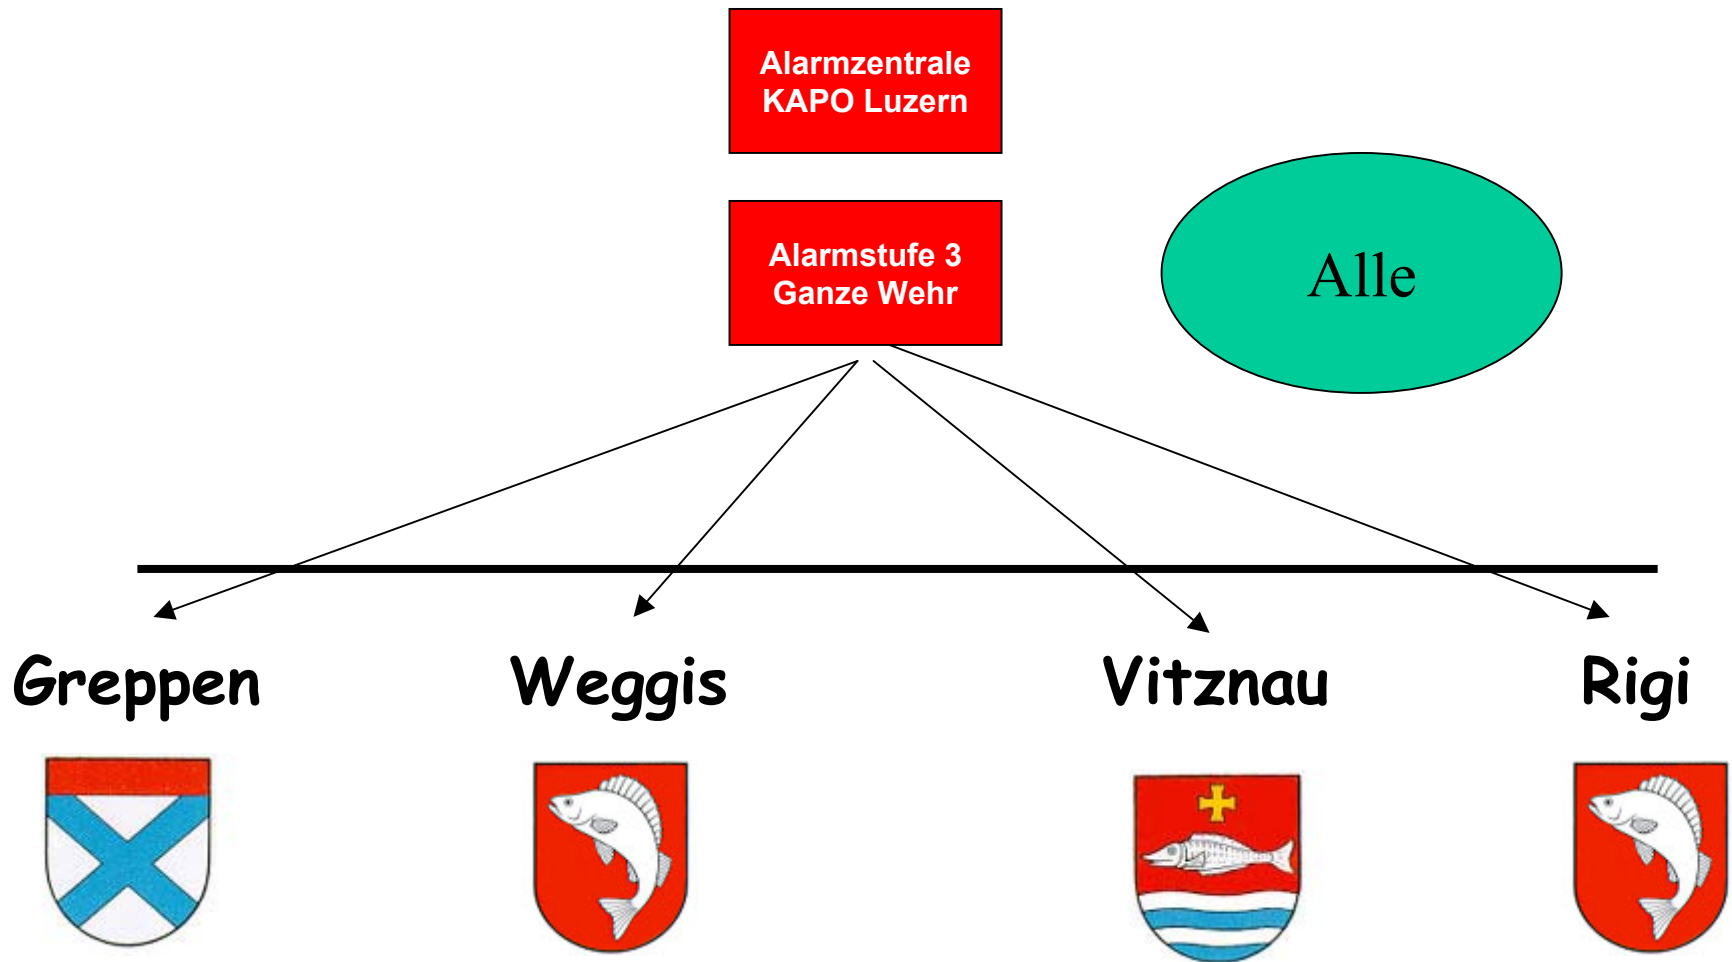 Alarmzentrale
KAPO Luzern
Alarmstufe 3
Ganze Wehr
Alle
Greppen
Weggis
Vitznau
Rigi